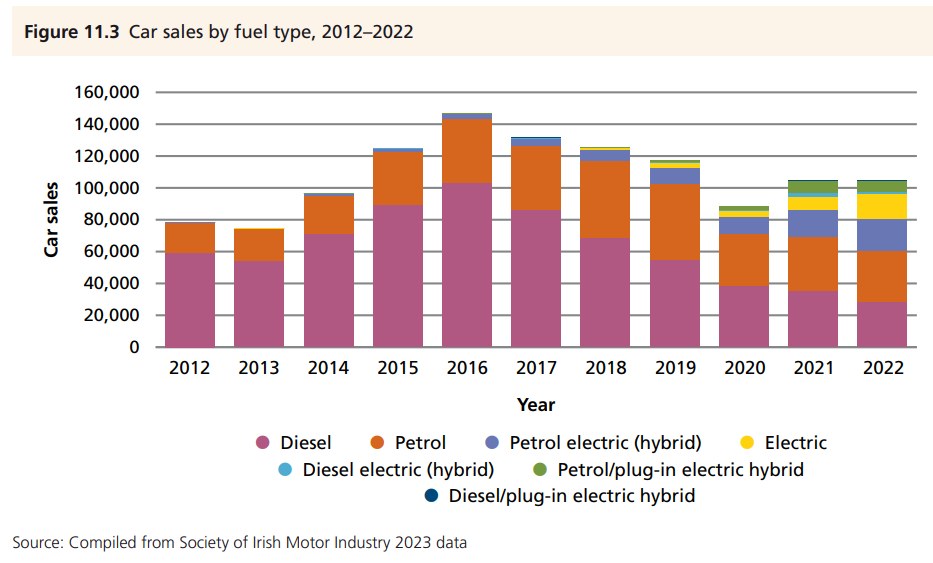 Figure 11.3 Car sales by fuel type, 2012–2022
160,000
140,000
120,000
100,000
80,000
60,000
40,000
20,000
0
Car sales
2012 2013 2014 2015 2016 2017 2018 2019 2020 2021 2022
Year
Diesel Petrol Petrol electric (hybrid) Electric
Diesel electric (hybrid) Petrol/plug-in electric hybrid
Diesel/plug-in electric hybrid
Source: Compiled from Society of Irish Motor Industry 2023 data